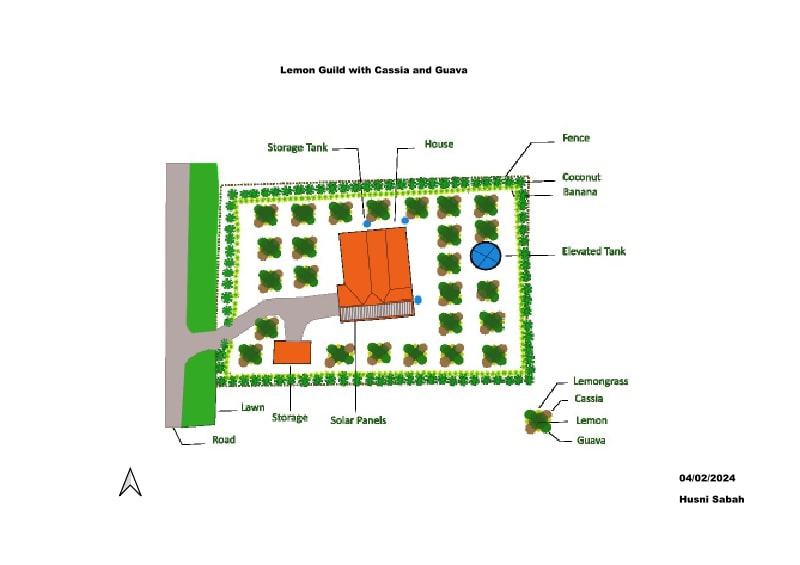 Lemon Guild with Cassia and Guava
Storage Tank
House
Fence
Coconut
Banana
Elevated Tank
Lemongrass
Cassia
Lemon
Guava
Lawn
Storage
Solar Panels
Road
04/02/2024
Husni Sabah